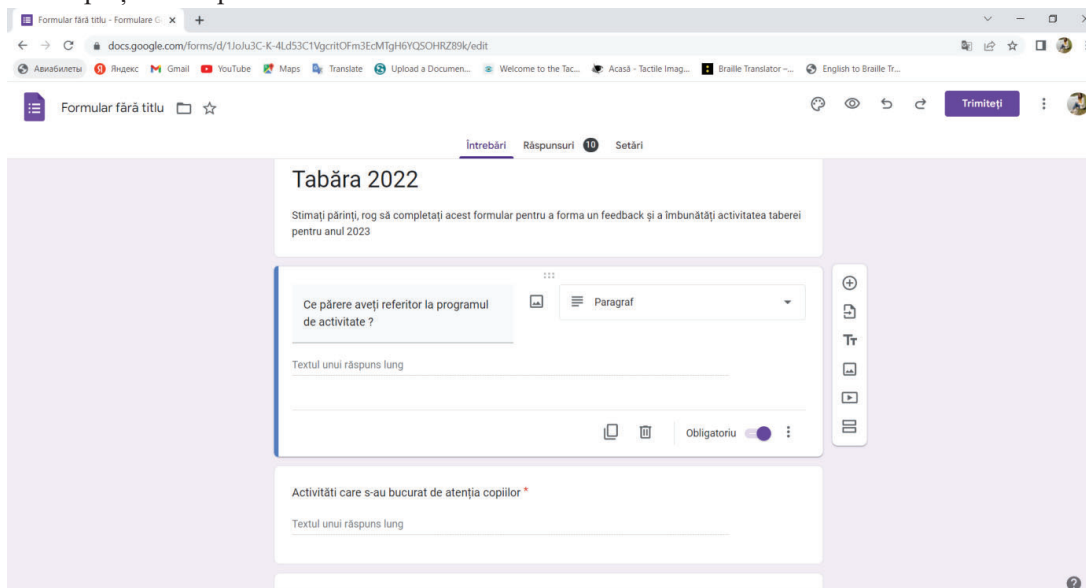 Formular fără titlu - Formulare G
docs.google.com/forms/d/1JoJu3C-K-4Ld53C1VgcritOFm3EcMTgH6YQSOHRZ89k/edit
Авиабилеты Яндекс Gmail YouTube Maps Translate Upload a Documen... Welcome to the Tac... Acasă - Tactile Imag... Braille Translator –... English to Braille Tr...
Formular fără titlu
Trimiteți
Întrebări Răspunsuri 10 Setări
Tabăra 2022
Stimați părinți, rog să completați acest formular pentru a forma un feedback și a îmbunătăți activitatea taberei
pentru anul 2023
Ce părere aveți referitor la programul
de activitate ?
Paragraf
Textul unui răspuns lung
Obligatoriu
Activităti care s-au bucurat de atenția copiilor *
Textul unui răspuns lung